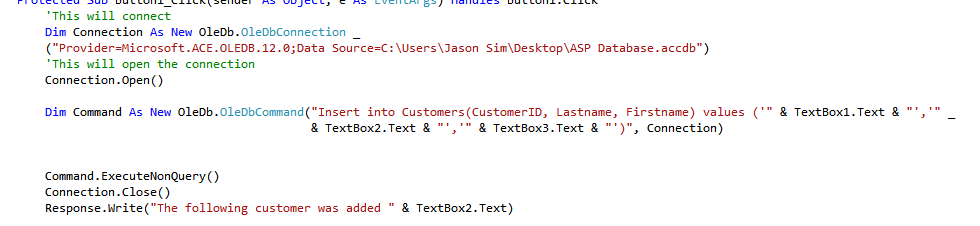 Protected Sub Button1_Click(sender As Object, e As EventArgs) Handles Button1.Click
'This will connect
Dim Connection As New OleDb.OleDbConnection _
("Provider=Microsoft.ACE.OLEDB.12.0;Data Source=C:\Users\Jason Sim\Desktop\ASP Database.accdb")
'This will open the connection
Connection.Open()
Dim Command As New OleDb.OleDbCommand("Insert into Customers(CustomerID, Lastname, Firstname) values ('" & TextBox1.Text & "','" _
& TextBox2.Text & "','" & TextBox3.Text & "')", Connection)
Command.ExecuteNonQuery()
Connection.Close()
Response.Write("The following customer was added " & TextBox2.Text)